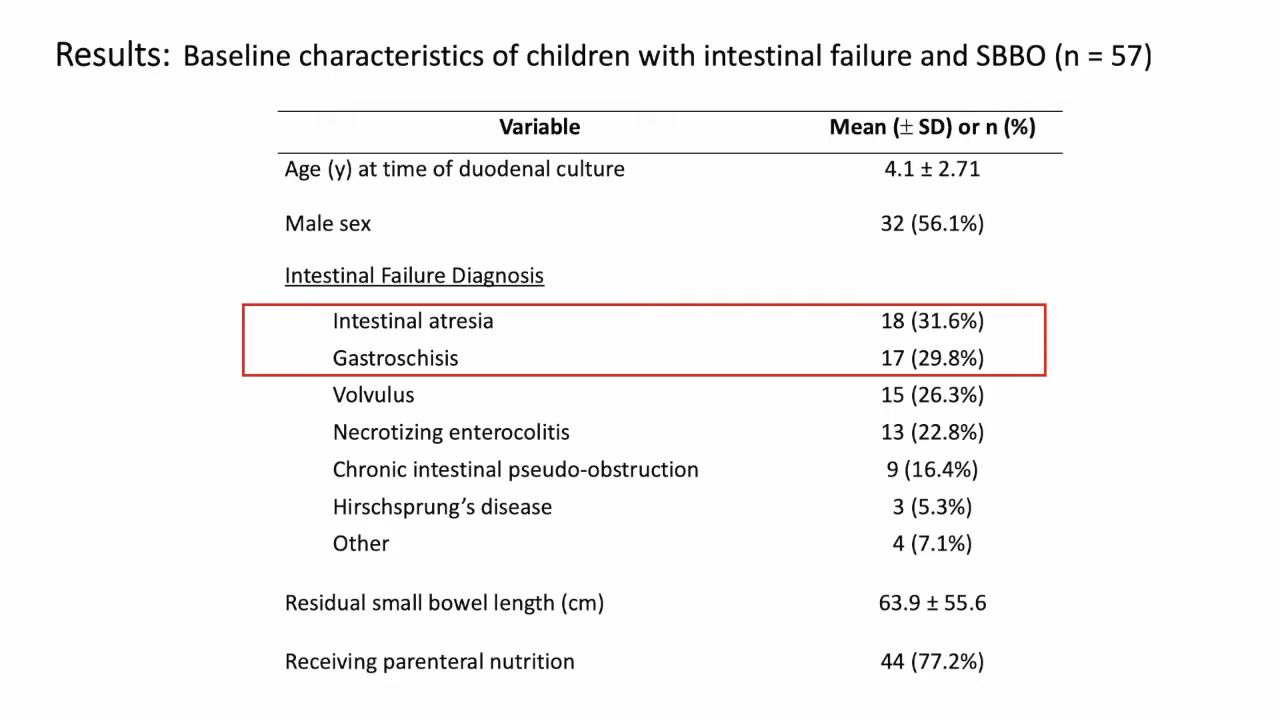 Results: Baseline characteristics of children with intestinal failure and SBBO (n = 57)
Variable Mean (± SD) or n (%)
Age (y) at time of duodenal culture 4.1 ± 2.71
Male sex 32 (56.1%)
Intestinal Failure Diagnosis
Intestinal atresia 18 (31.6%)
Gastroschisis 17 (29.8%)
Volvulus 15 (26.3%)
Necrotizing enterocolitis 13 (22.8%)
Chronic intestinal pseudo-obstruction 9 (16.4%)
Hirschsprung’s disease 3 (5.3%)
Other 4 (7.1%)
Residual small bowel length (cm) 63.9 ± 55.6
Receiving parenteral nutrition 44 (77.2%)